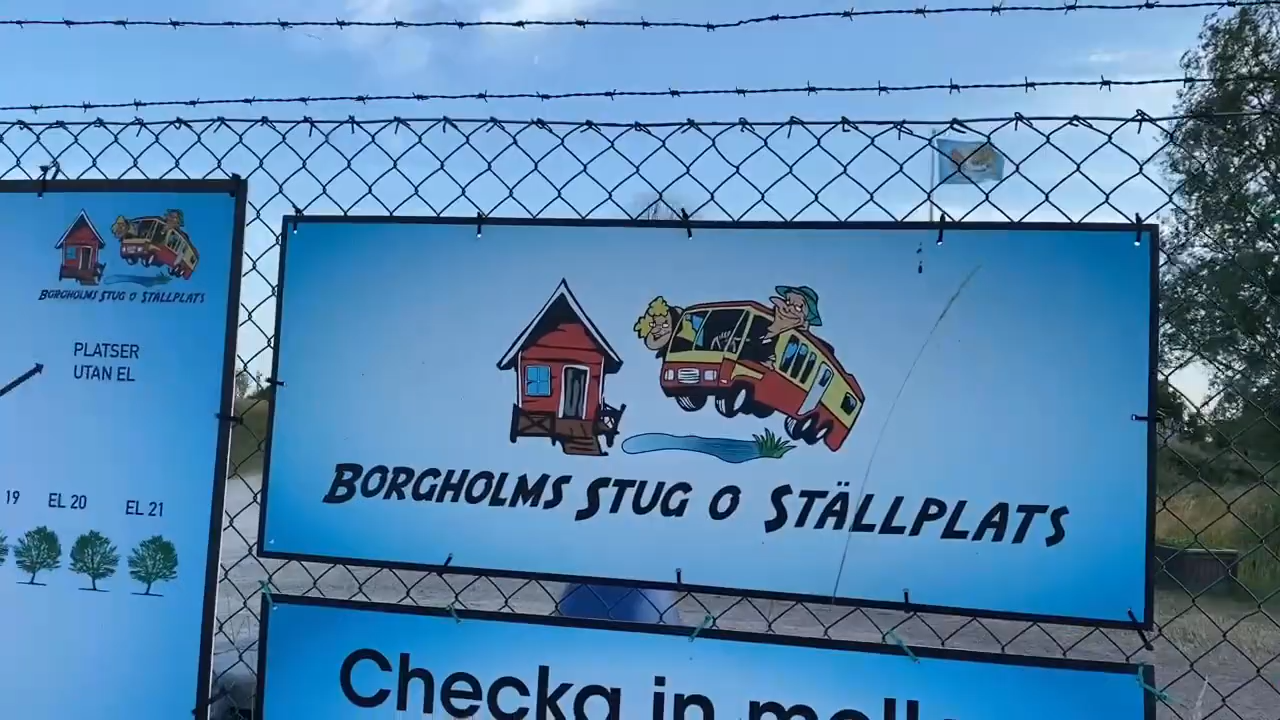 BORGHOLMS STUG O STÄLLPLATS
PLATSER
UTAN EL
19 EL 20 EL 21
BORGHOLMS STUG O STÄLLPLATS
Checka in